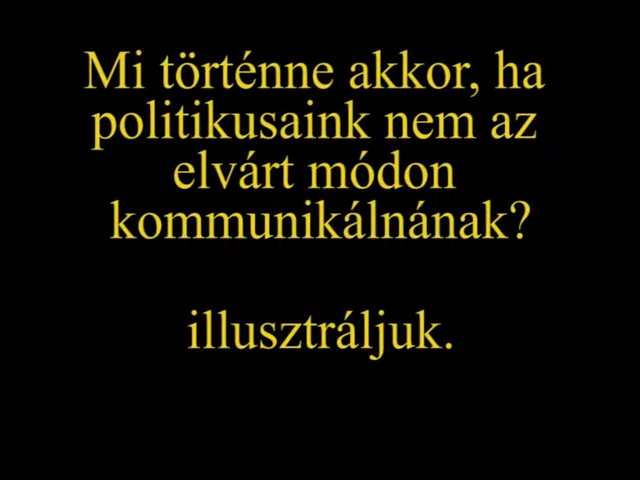 Mi történne akkor, ha
politikusaink nem az
elvárt módon
kommunikálnának?
illusztráljuk.